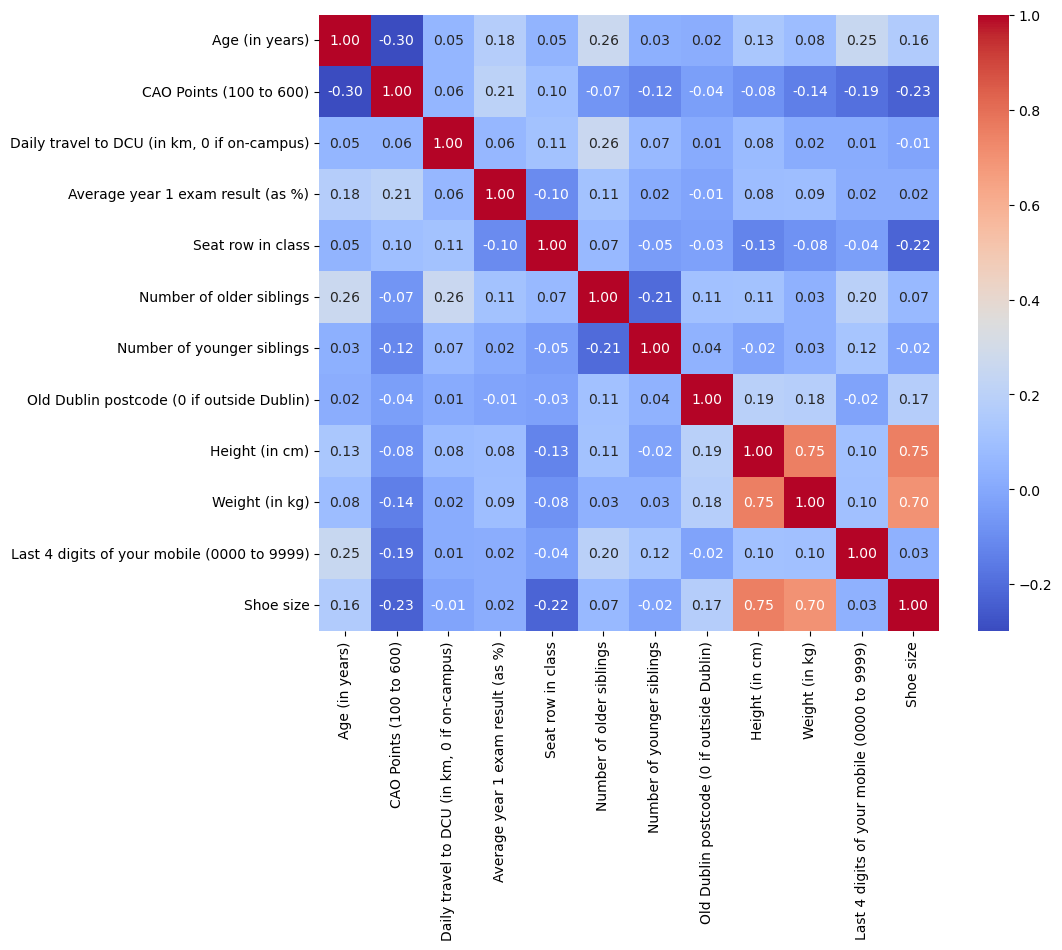 Age (in years) 1.00 -0.30 0.05 0.18 0.05 0.26 0.03 0.02 0.13 0.08 0.25 0.16
CAO Points (100 to 600) -0.30 1.00 0.06 0.21 0.10 -0.07 -0.12 -0.04 -0.08 -0.14 -0.19 -0.23
Daily travel to DCU (in km, 0 if on-campus) 0.05 0.06 1.00 0.06 0.11 0.26 0.07 0.01 0.08 0.02 0.01 -0.01
Average year 1 exam result (as %) 0.18 0.21 0.06 1.00 -0.10 0.11 0.02 -0.01 0.08 0.09 0.02 0.02
Seat row in class 0.05 0.10 0.11 -0.10 1.00 0.07 -0.05 -0.03 -0.13 -0.08 -0.04 -0.22
Number of older siblings 0.26 -0.07 0.26 0.11 0.07 1.00 -0.21 0.11 0.11 0.03 0.20 0.07
Number of younger siblings 0.03 -0.12 0.07 0.02 -0.05 -0.21 1.00 0.04 -0.02 0.03 0.12 -0.02
Old Dublin postcode (0 if outside Dublin) 0.02 -0.04 0.01 -0.01 -0.03 0.11 0.04 1.00 0.19 0.18 -0.02 0.17
Height (in cm) 0.13 -0.08 0.08 0.08 -0.13 0.11 -0.02 0.19 1.00 0.75 0.10 0.75
Weight (in kg) 0.08 -0.14 0.02 0.09 -0.08 0.03 0.03 0.18 0.75 1.00 0.10 0.70
Last 4 digits of your mobile (0000 to 9999) 0.25 -0.19 0.01 0.02 -0.04 0.20 0.12 -0.02 0.10 0.10 1.00 0.03
Shoe size 0.16 -0.23 -0.01 0.02 -0.22 0.07 -0.02 0.17 0.75 0.70 0.03 1.00
Age (in years)
CAO Points (100 to 600)
Daily travel to DCU (in km, 0 if on-campus)
Average year 1 exam result (as %)
Seat row in class
Number of older siblings
Number of younger siblings
Old Dublin postcode (0 if outside Dublin)
Height (in cm)
Weight (in kg)
Last 4 digits of your mobile (0000 to 9999)
Shoe size
1.0
0.8
0.6
0.4
0.2
0.0
−0.2